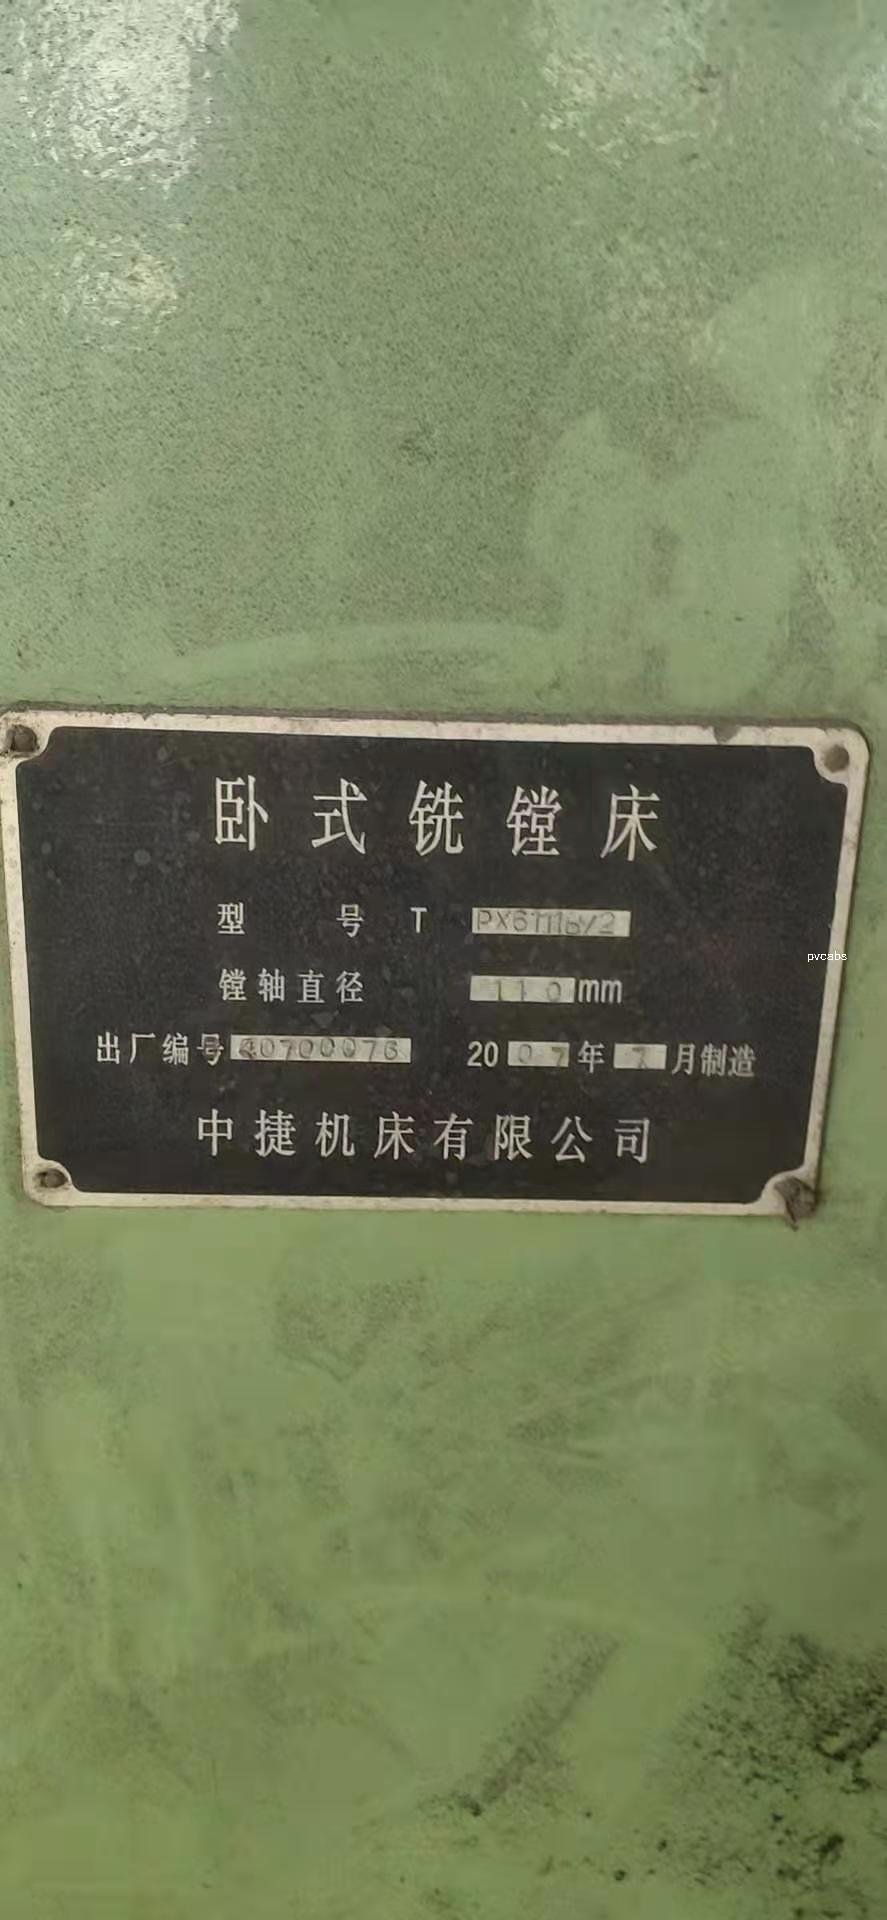 卧式铣镗床
型号 T PX6111B/2
镗轴直径 110mm
出厂编号 40700076 2007年7月制造
中捷机床有限公司
pvcabs